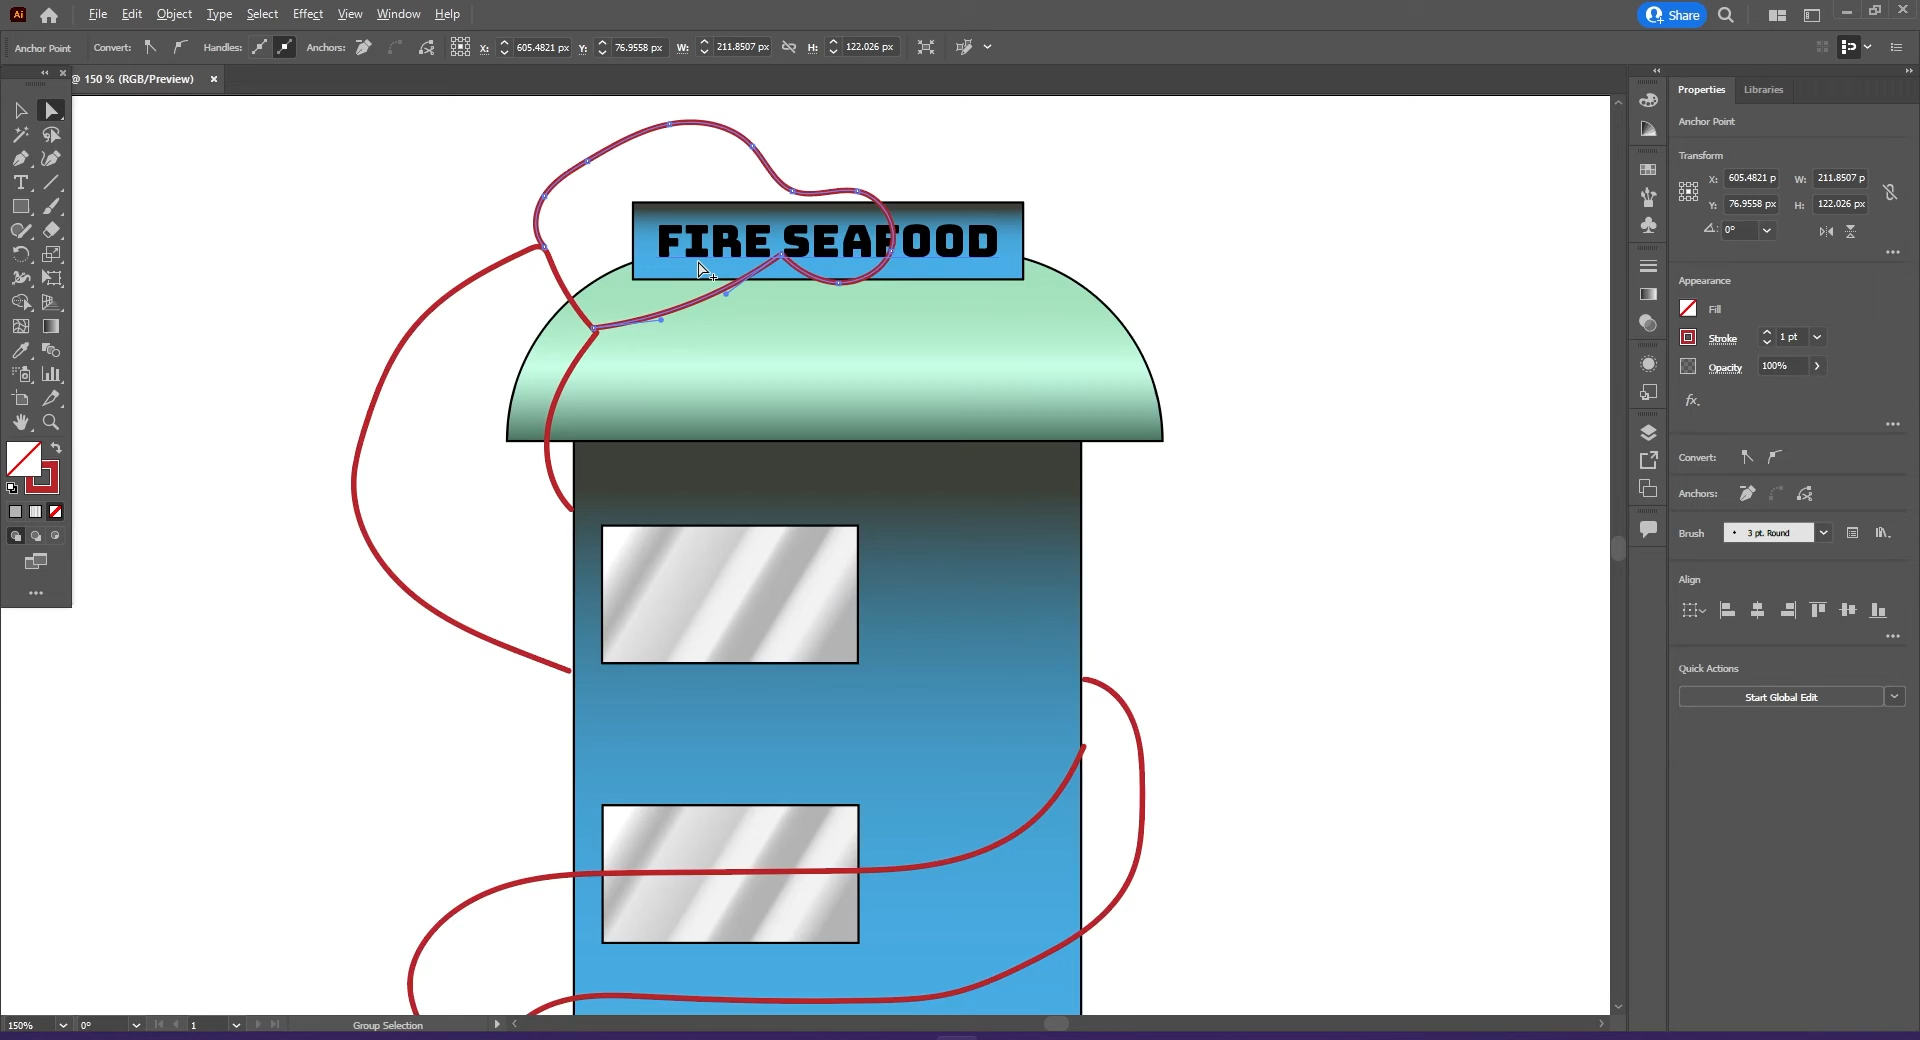 Ai File Edit Object Type Select Effect View Window Help Share
Anchor Point Convert: Handles: Anchors: X: 605.4821 px Y: 76.9558 px W: 211.8507 px H: 122.026 px
@ 150 % (RGB/Preview) ×
Properties Libraries
Anchor Point
Transform
X: 605.4821 p W: 211.8507 p
Y: 76.9558 px H: 122.026 px
0°
Appearance
Fill
Stroke 1 pt
Opacity 100%
fx.
Convert:
Anchors:
Brush 3 pt. Round
Align
Quick Actions
Start Global Edit
FIRE SEAFOOD
150% 0° 1 Group Selection